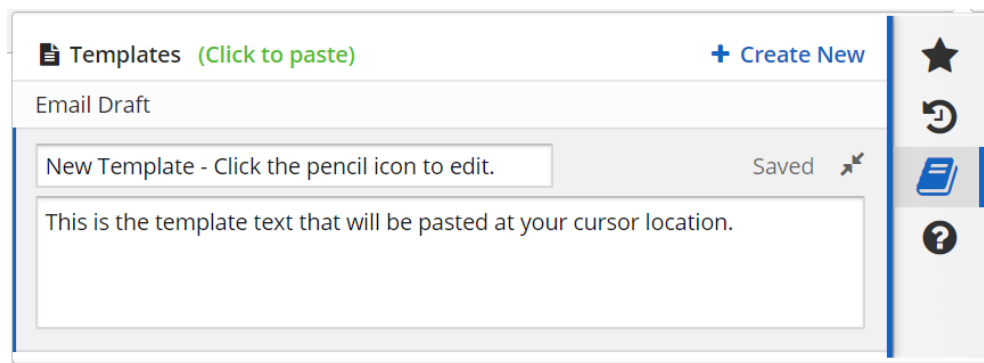 Templates (Click to paste) + Create New
Email Draft
New Template - Click the pencil icon to edit. Saved
This is the template text that will be pasted at your cursor location.